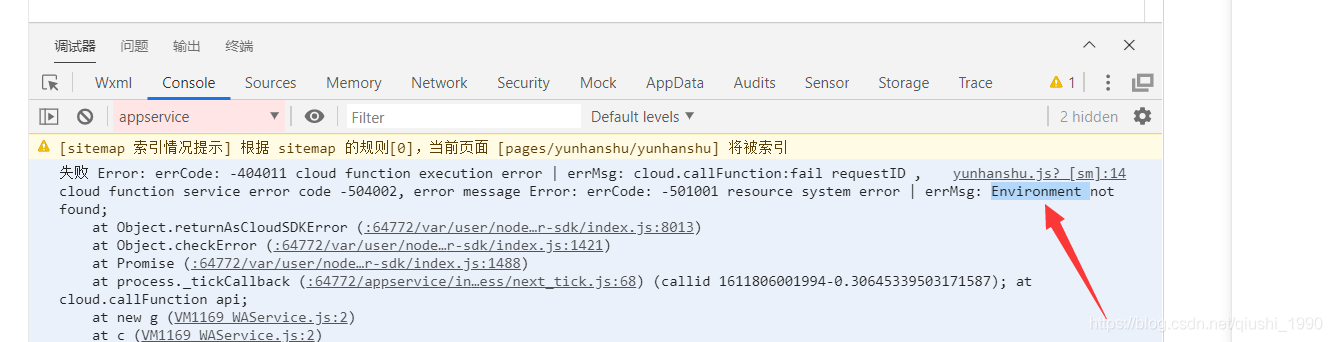 调试器 问题 输出 终端
Wxml Console Sources Memory Network Security Mock AppData Audits Sensor Storage Trace 1
appservice Filter Default levels 2 hidden
[sitemap 索引情况提示] 根据 sitemap 的规则[0],当前页面 [pages/yunhanshu/yunhanshu] 将被索引
失败 Error: errCode: -404011 cloud function execution error | errMsg: cloud.callFunction:fail requestID , yunhanshu.js? [sm]:14
cloud function service error code -504002, error message Error: errCode: -501001 resource system error | errMsg: Environment not
found;
at Object.returnAsCloudSDKError (:64772/var/user/node…r-sdk/index.js:8013)
at Object.checkError (:64772/var/user/node…r-sdk/index.js:1421)
at Promise (:64772/var/user/node…r-sdk/index.js:1488)
at process._tickCallback (:64772/appservice/in…ess/next_tick.js:68) (callid 1611806001994-0.30645339503171587); at
cloud.callFunction api;
at new g (VM1169 WAService.js:2)
at c (VM1169 WAService.js:2)
https://blog.csdn.net/qiushi_1990